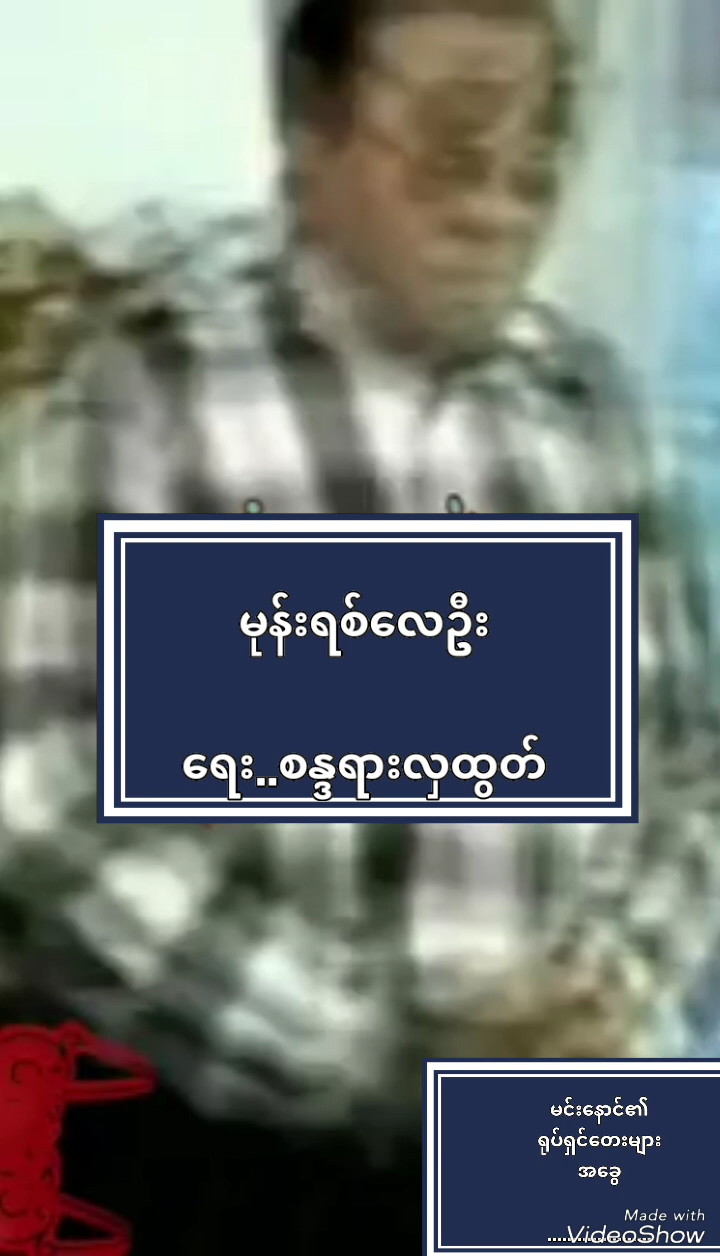 မုန်းရစ်လေဦး
ရေး..စန္ဒရားလှထွတ်
မင်းနောင်၏
ရုပ်ရှင်တေးများ
အခွေ
Made with
VideoShow